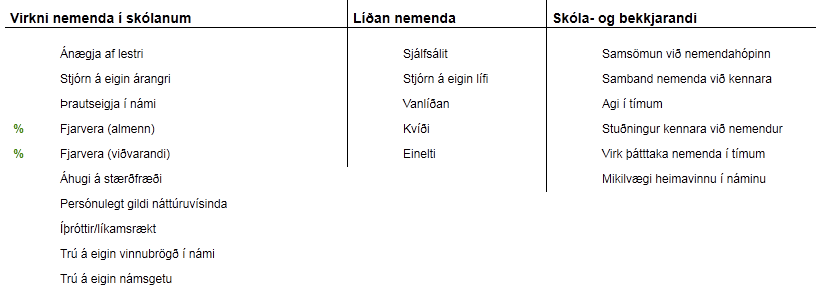 Virkni nemenda í skólanum
Ánægja af lestri
Stjórn á eigin árangri
Þrautseigja í námi
% Fjarvera (almenn)
% Fjarvera (viðvarandi)
Áhugi á stærðfræði
Persónulegt gildi náttúruvísinda
Íþróttir/líkamsrækt
Trú á eigin vinnubrögð í námi
Trú á eigin námsgetu
Líðan nemenda
Sjálfsálit
Stjórn á eigin lífi
Vanlíðan
Kvíði
Einelti
Skóla- og bekkjarandi
Samsömun við nemendahópinn
Samband nemenda við kennara
Agi í tímum
Stuðningur kennara við nemendur
Virk þátttaka nemenda í tímum
Mikilvægi heimavinnu í náminu